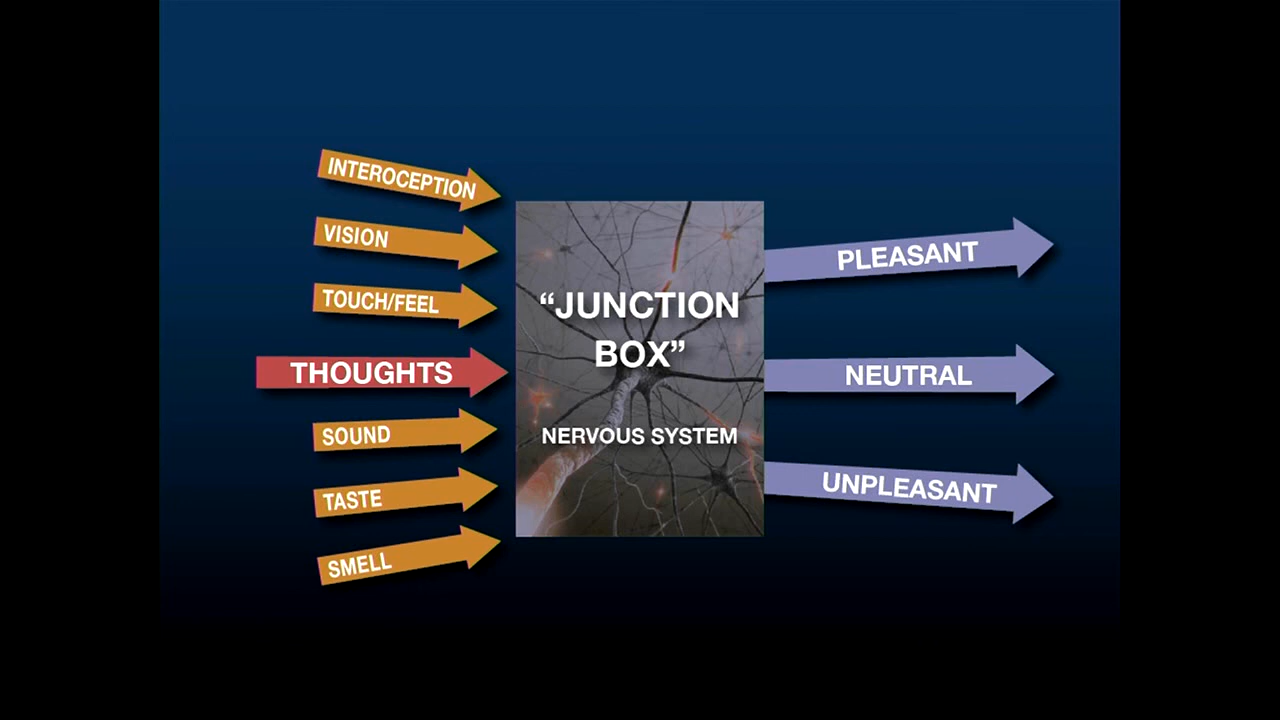 INTEROCEPTION
VISION
TOUCH/FEEL
THOUGHTS
SOUND
TASTE
SMELL
“JUNCTION
BOX”
NERVOUS SYSTEM
PLEASANT
NEUTRAL
UNPLEASANT